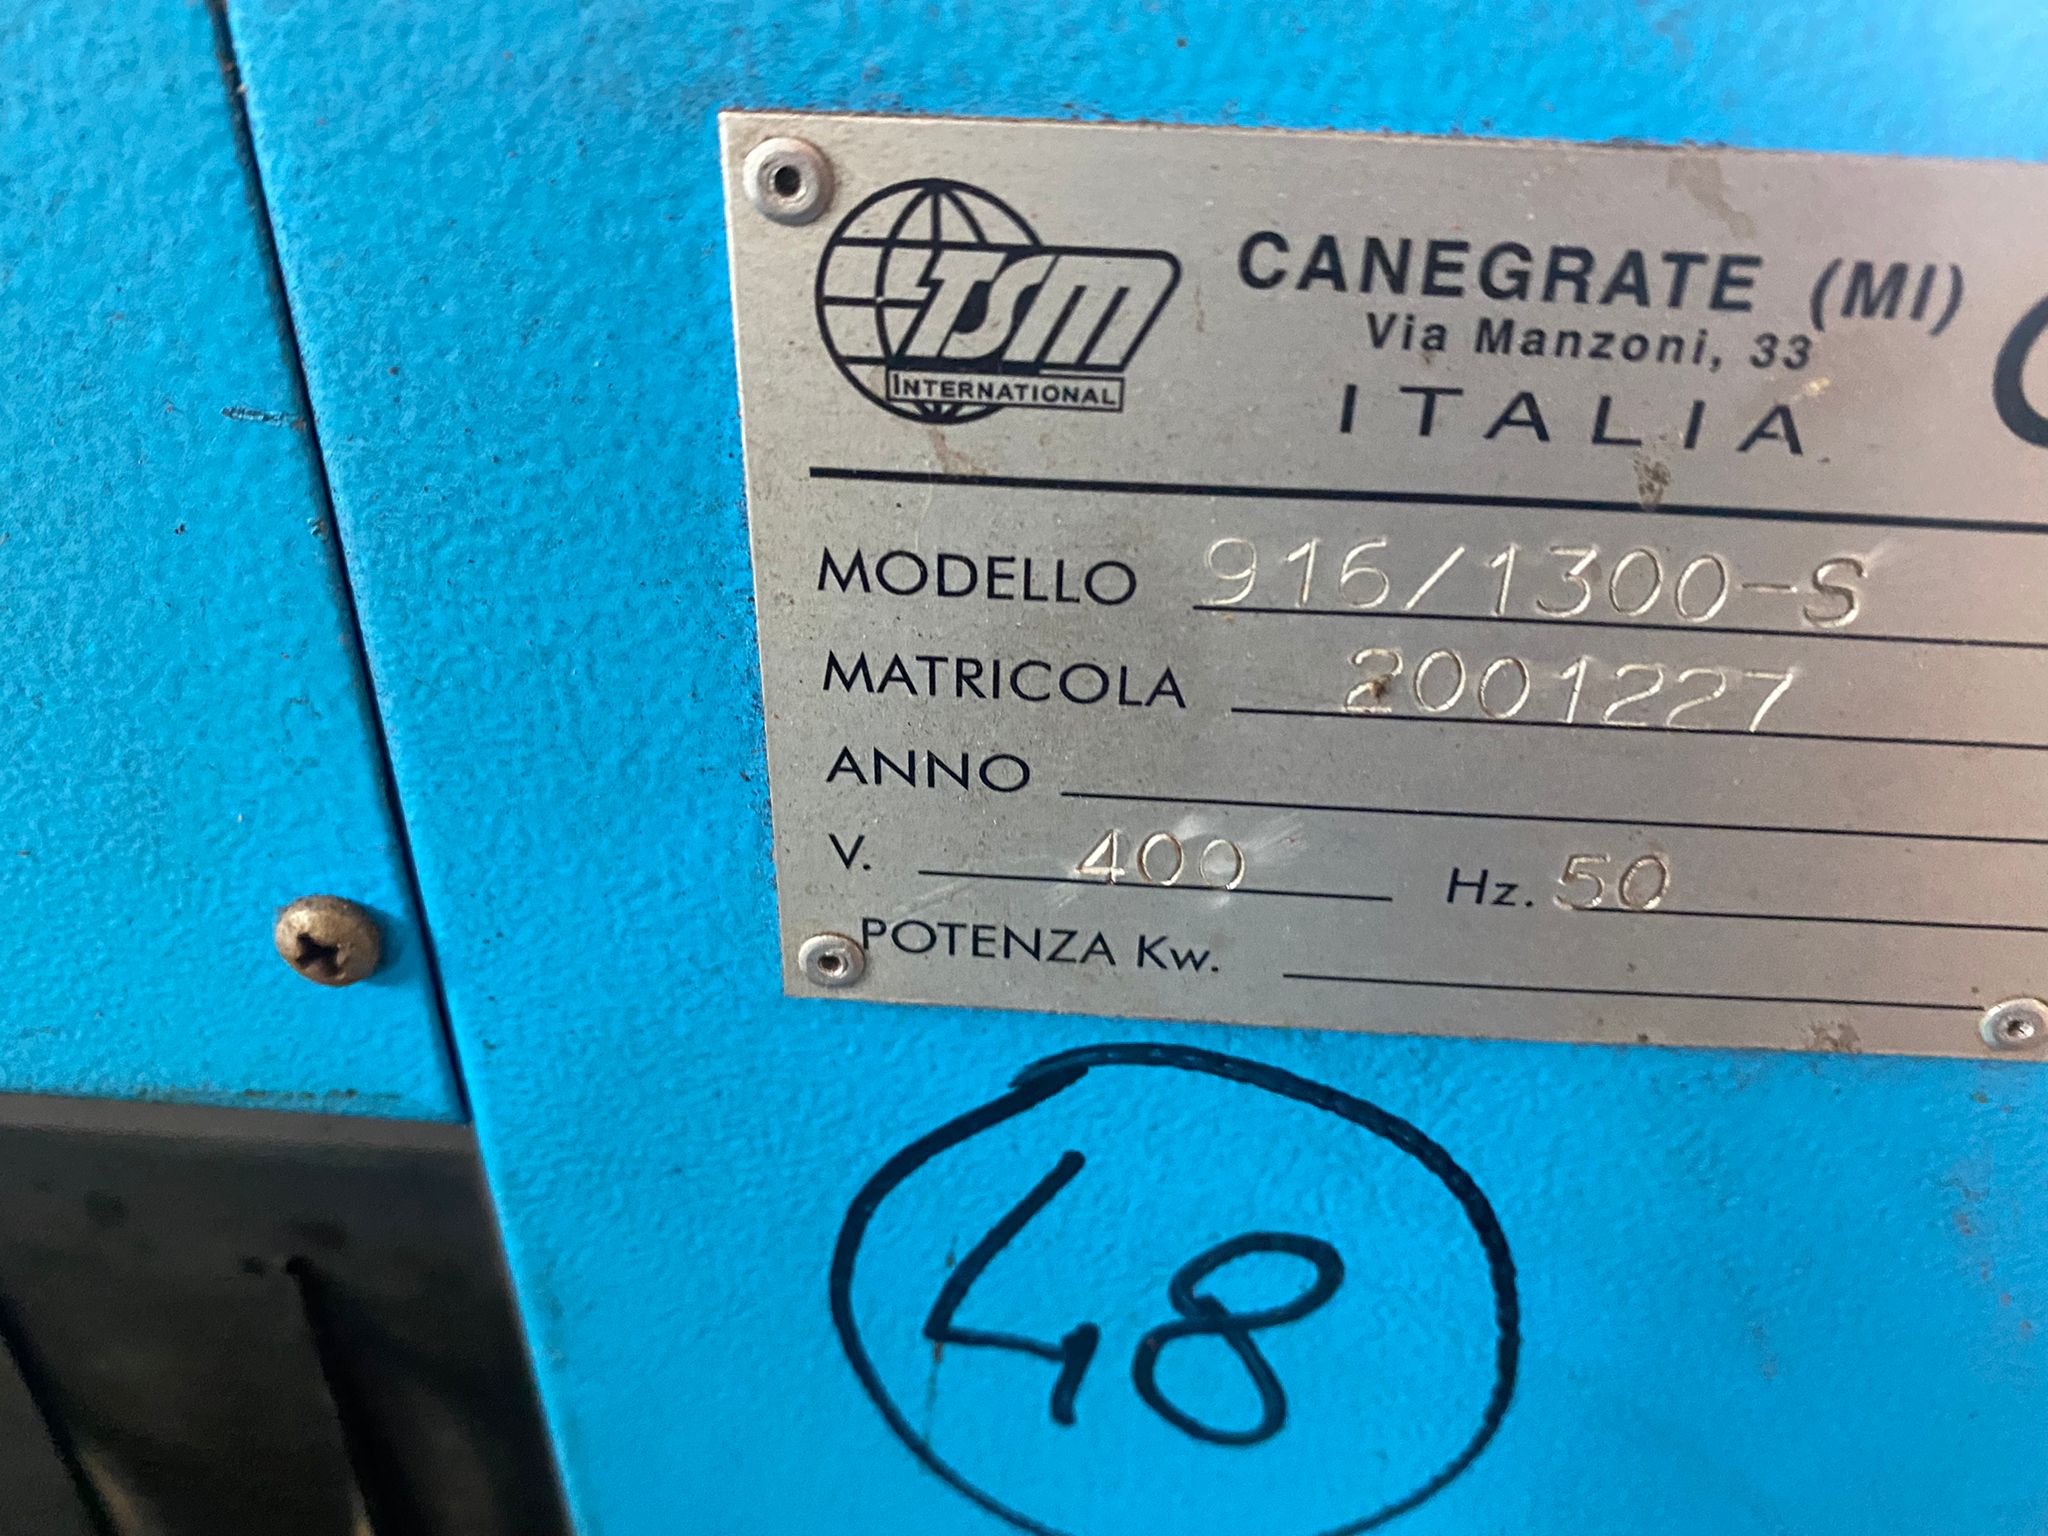 TSM
INTERNATIONAL
CANEGRATE (MI)
Via Manzoni, 33
ITALIA
MODELLO 916/1300-S
MATRICOLA 2001227
ANNO
V. 400 Hz. 50
POTENZA Kw.
48